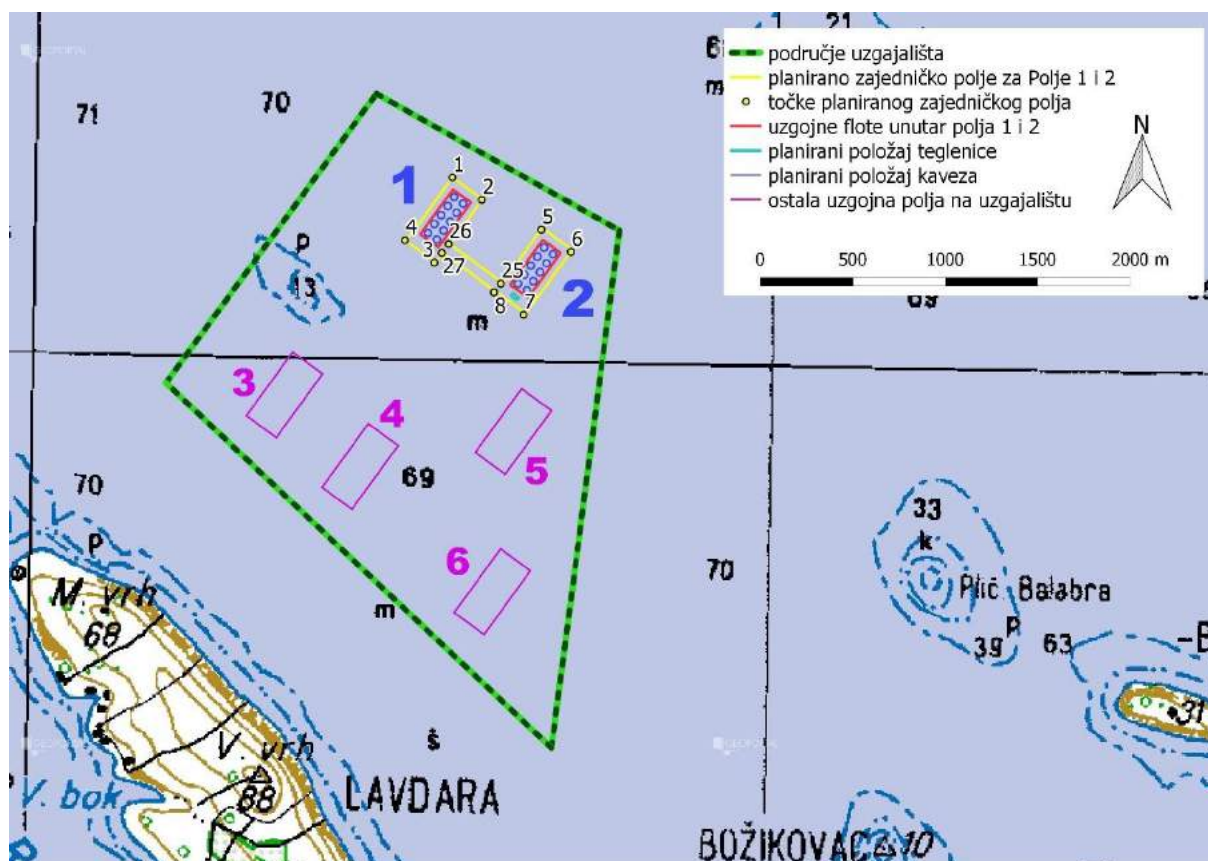 21
6
m
područje uzgajališta
planirano zajedničko polje za Polje 1 i 2
točke planiranog zajedničkog polja
uzgojne flote unutar polja 1 i 2
planirani položaj teglenice
planirani položaj kaveza
ostala uzgojna polja na uzgajalištu
N
0 500 1000 1500 2000 m
71
70
1
1
2
4
3
26
27
5
6
25
8
7
2
69
p
13
m
3
4
5
69
6
70
p
m
70
33
k
Plič. Balabra
p
39
63
M. vrh
68
31
š
V. vrh
88
V. bok
LAVDARA
BOŽIKOVAC
10